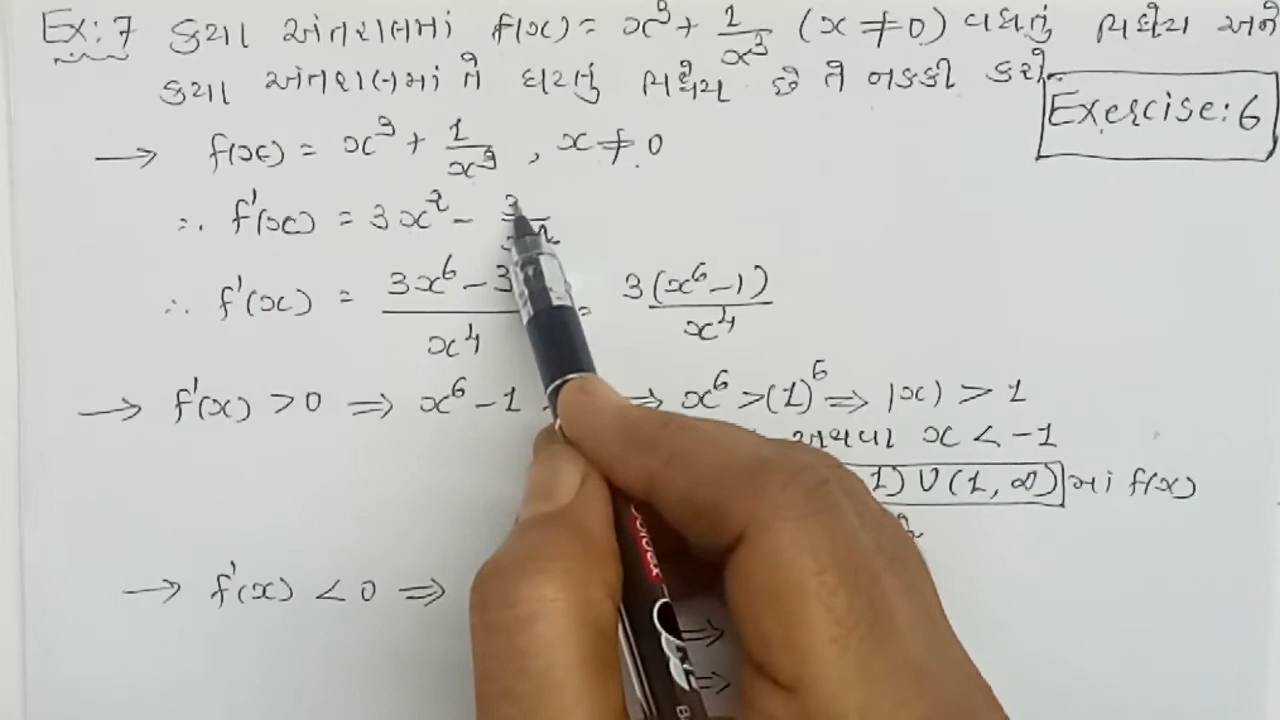 Ex: 7 કયા અંતરાલમાં f(x) = x³ + 1/x³ (x ≠ 0) વધતું વિધેય અને
કયા અંતરાલમાં તે ઘટતું વિધેય છે તે નક્કી કરો.
Exercise: 6
→ f(x) = x³ + 1/x³ , x ≠ 0
∴ f'(x) = 3x² - 3
∴ f'(x) = 3x⁶ - 3 / x⁴ = 3(x⁶ - 1) / x⁴
→ f'(x) > 0 ⇒ x⁶ - 1 ⇒ x⁶ > (1)⁶ ⇒ |x| > 1
અથવા x < -1
1) ∪ (1, ∞) માં f(x)
→ f'(x) < 0 ⇒
⇒
⇒